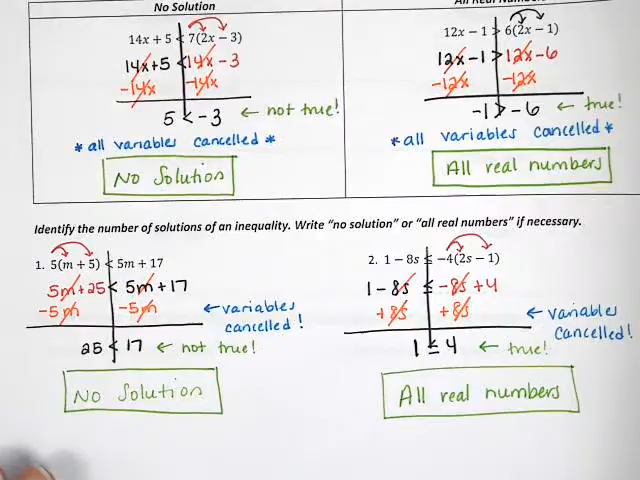 No Solution
14x + 5 < 7(2x − 3)
14x + 5 < 14x − 3
−14x −14x
5 < −3 ← not true!
*all variables cancelled*
No Solution
All Real Numbers
12x − 1 > 6(2x − 1)
12x − 1 > 12x − 6
−12x −12x
−1 > −6 ← true!
*all variables cancelled*
All real numbers
Identify the number of solutions of an inequality. Write "no solution" or "all real numbers" if necessary.
1. 5(m + 5) < 5m + 17
5m + 25 < 5m + 17
−5m −5m
← variables
cancelled!
25 < 17 ← not true!
No Solution
2. 1 − 8s ≤ −4(2s − 1)
1 − 8s ≤ −8s + 4
+8s +8s
← variables
cancelled!
1 ≤ 4 ← true!
All real numbers